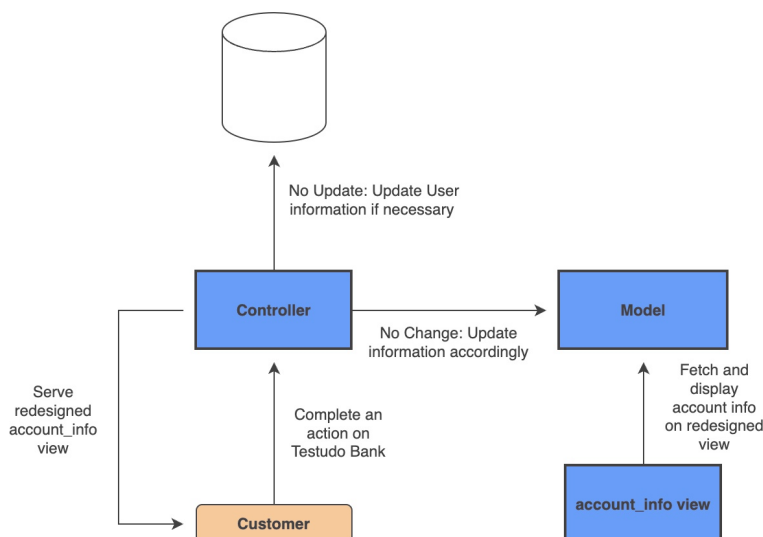 No Update: Update User
information if necessary
Controller
Model
No Change: Update
information accordingly
Fetch and
display
account info
on redesigned
view
Serve
redesigned
account_info
view
Complete an
action on
Testudo Bank
account_info view
Customer